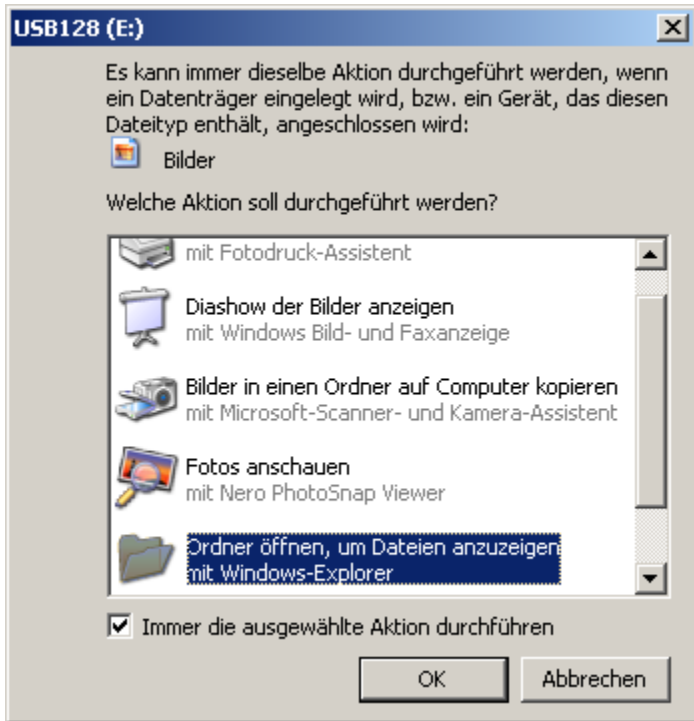 USB128 (E:)
Es kann immer dieselbe Aktion durchgeführt werden, wenn
ein Datenträger eingelegt wird, bzw. ein Gerät, das diesen
Dateityp enthält, angeschlossen wird:
Bilder
Welche Aktion soll durchgeführt werden?
mit Fotodruck-Assistent
Diashow der Bilder anzeigen
mit Windows Bild- und Faxanzeige
Bilder in einen Ordner auf Computer kopieren
mit Microsoft-Scanner- und Kamera-Assistent
Fotos anschauen
mit Nero PhotoSnap Viewer
Ordner öffnen, um Dateien anzuzeigen
mit Windows-Explorer
Immer die ausgewählte Aktion durchführen
OK
Abbrechen